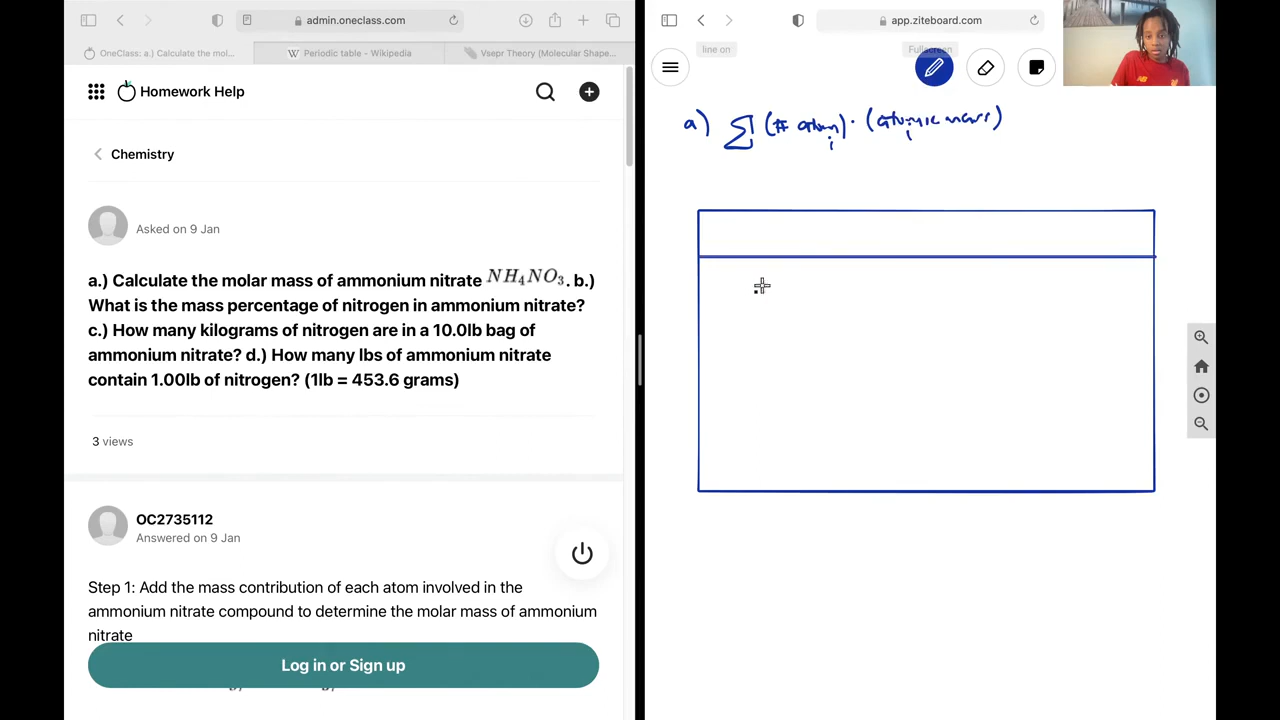 admin.oneclass.com
OneClass: a.) Calculate the mol...
Periodic table - Wikipedia
Vsepr Theory (Molecular Shape...
Homework Help
Chemistry
Asked on 9 Jan
a.) Calculate the molar mass of ammonium nitrate NH₄NO₃. b.)
What is the mass percentage of nitrogen in ammonium nitrate?
c.) How many kilograms of nitrogen are in a 10.0lb bag of
ammonium nitrate? d.) How many lbs of ammonium nitrate
contain 1.00lb of nitrogen? (1lb = 453.6 grams)
3 views
OC2735112
Answered on 9 Jan
Step 1: Add the mass contribution of each atom involved in the
ammonium nitrate compound to determine the molar mass of ammonium
nitrate
Log in or Sign up
app.ziteboard.com
line on
Fullscreen
a) Σ (# atom)ᵢ · (atomic mass)ᵢ